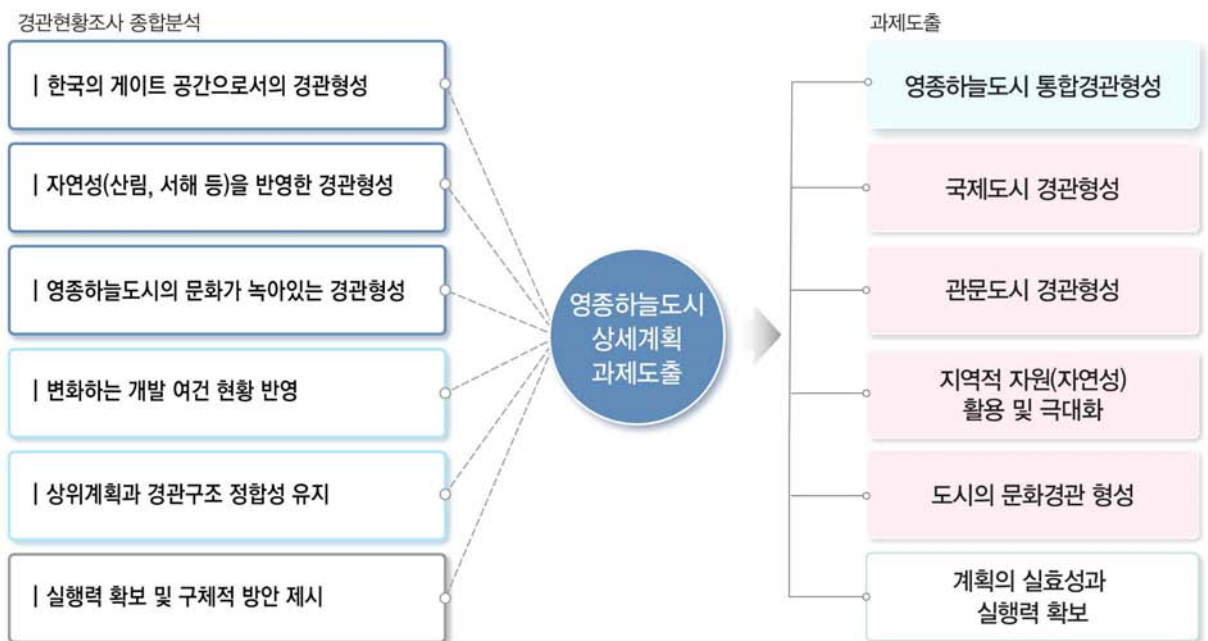 경관현황조사 종합분석
| 한국의 게이트 공간으로서의 경관형성
| 자연성(산림, 서해 등)을 반영한 경관형성
| 영종하늘도시의 문화가 녹아있는 경관형성
| 변화하는 개발 여건 현황 반영
| 상위계획과 경관구조 정합성 유지
| 실행력 확보 및 구체적 방안 제시
영종하늘도시
상세계획
과제도출
과제도출
영종하늘도시 통합경관형성
국제도시 경관형성
관문도시 경관형성
지역적 자원(자연성)
활용 및 극대화
도시의 문화경관 형성
계획의 실효성과
실행력 확보